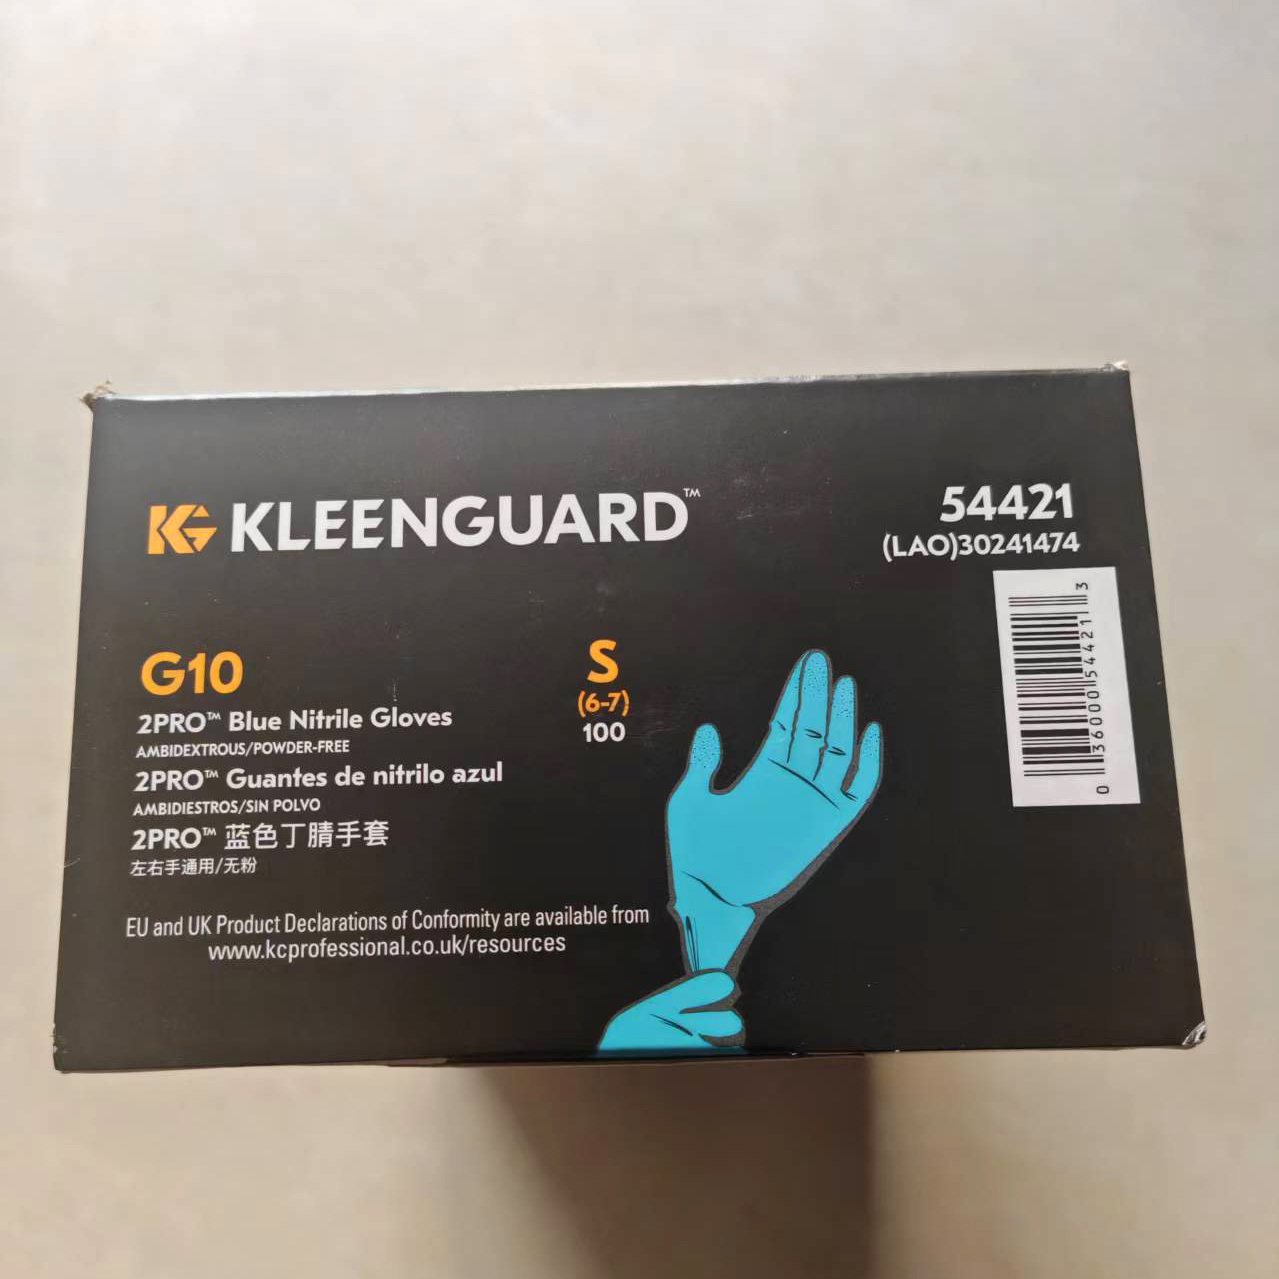 KG KLEENGUARD™
54421
(LAO)30241474
0 36000 54421 3
G10
2PRO™ Blue Nitrile Gloves
AMBIDEXTROUS/POWDER-FREE
2PRO™ Guantes de nitrilo azul
AMBIDIESTROS/SIN POLVO
2PRO™ 蓝色丁腈手套
左右手通用/无粉
S
(6-7)
100
EU and UK Product Declarations of Conformity are available from
www.kcprofessional.co.uk/resources